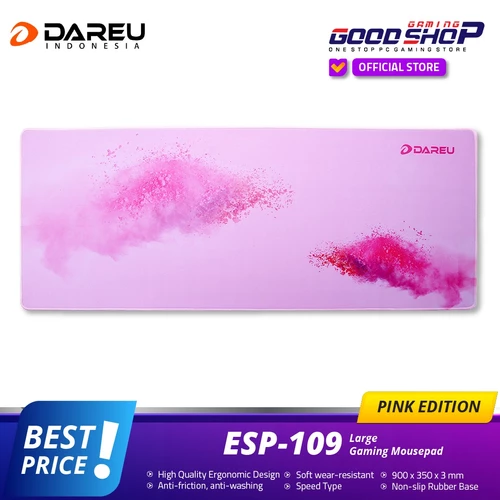 DAREU
INDONESIA
GAMING
GOODSHOP
ONE STOP PC GAMING STORE
OFFICIAL STORE
DAREU
PINK EDITION
BEST
PRICE!
ESP-109 Large
Gaming Mousepad
High Quality Ergonomic Design
Anti-friction, anti-washing
Soft wear-resistant
Speed Type
900 x 350 x 3 mm
Non-slip Rubber Base